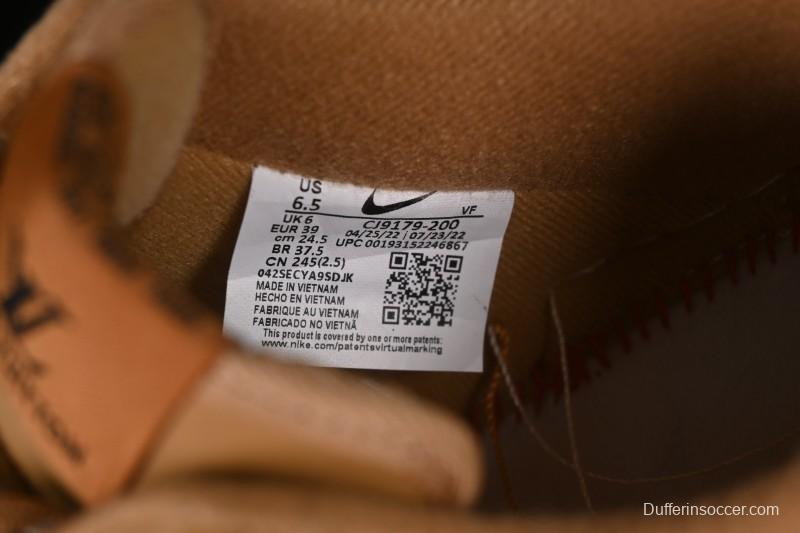 US
6.5
UK 6
EUR 39
cm 24.5
BR 37.5
CN 245(2.5)
VF
CJ9179-200
04/25/22 | 07/23/22
UPC 00193152246867
042SECYA9SDJK
MADE IN VIETNAM
HECHO EN VIETNAM
FABRIQUE AU VIETNAM
FABRICADO NO VIETNÃ
This product is covered by one or more patents:
www.nike.com/patentsvirtualmarking
Dufferinsoccer.com